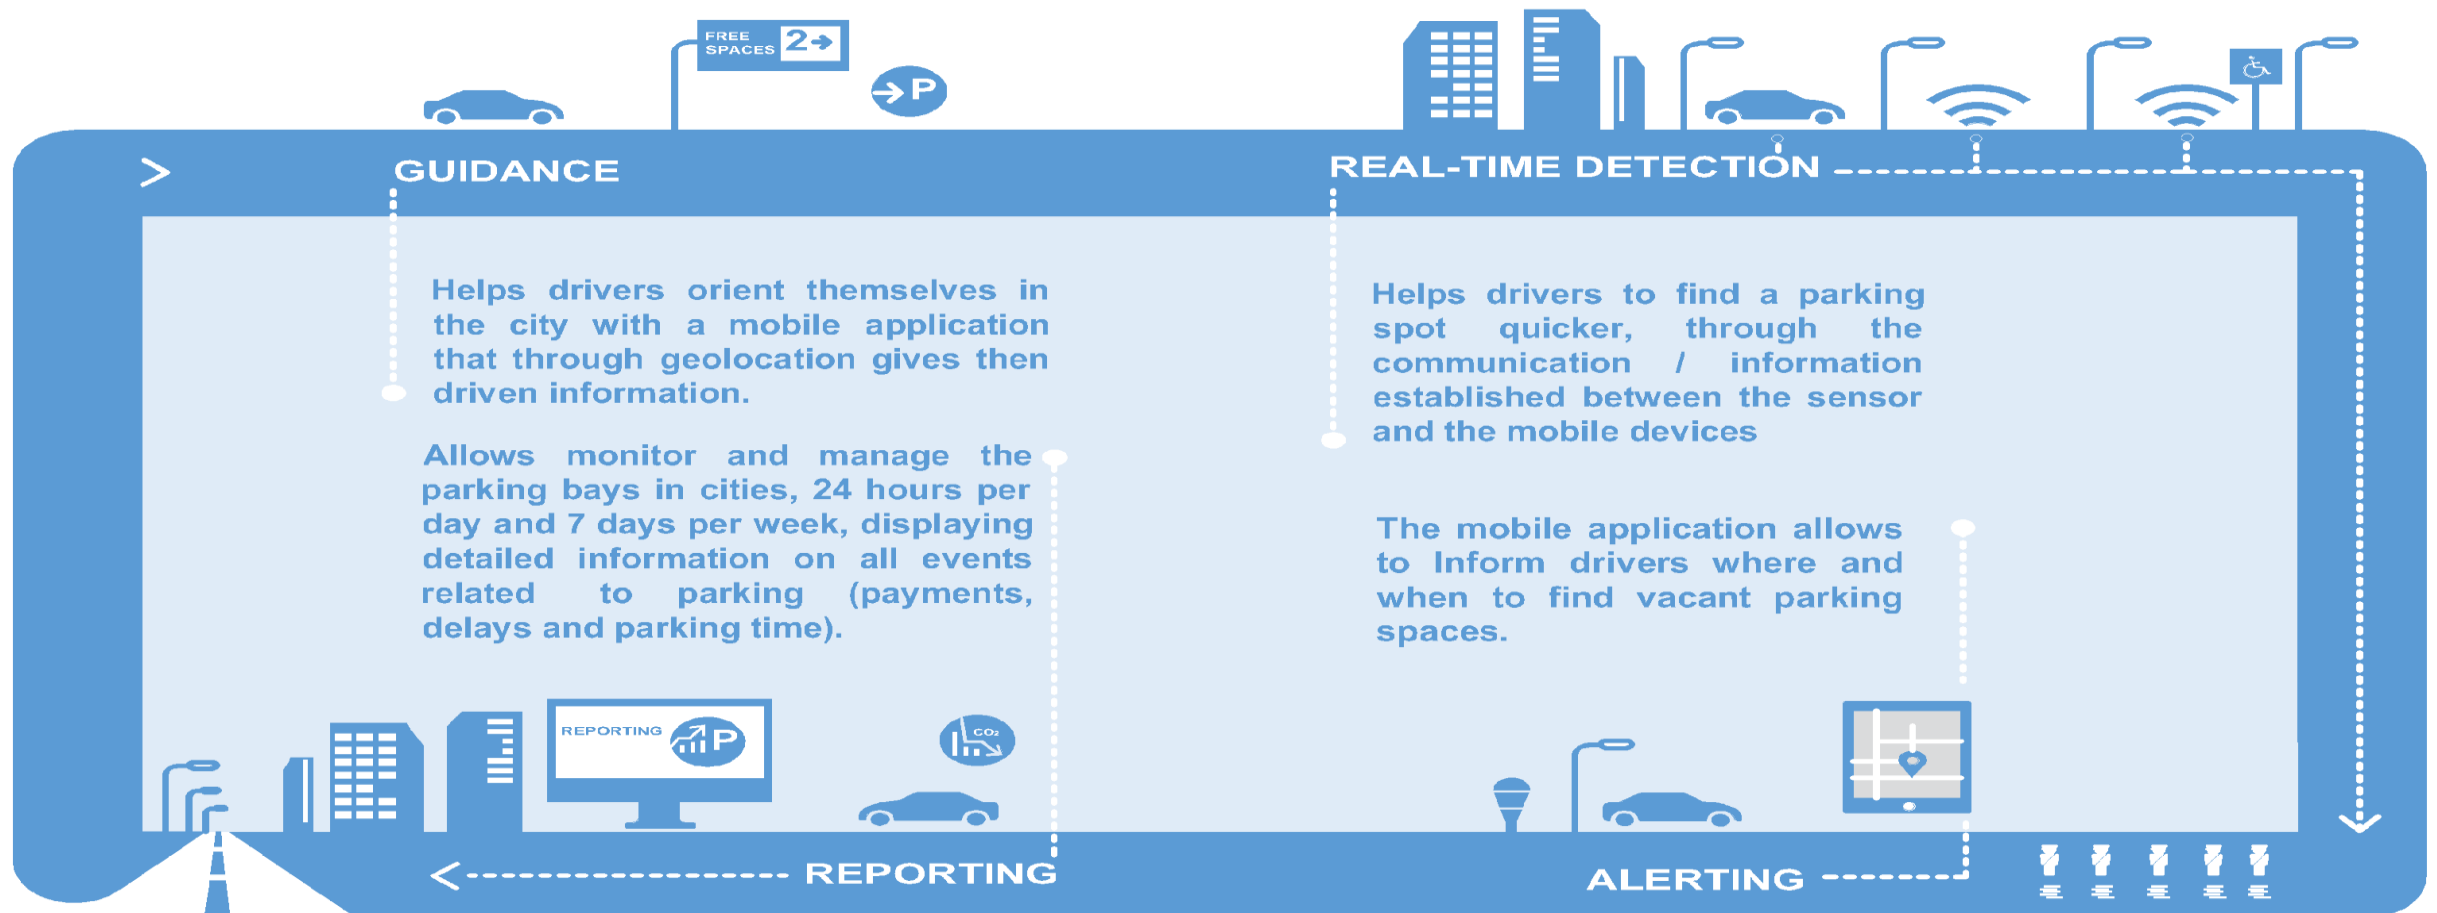 FREE
SPACES 2
P
GUIDANCE
REAL-TIME DETECTION
Helps drivers orient themselves in
the city with a mobile application
that through geolocation gives then
driven information.
Helps drivers to find a parking
spot quicker, through the
communication / information
established between the sensor
and the mobile devices
Allows monitor and manage the
parking bays in cities, 24 hours per
day and 7 days per week, displaying
detailed information on all events
related to parking (payments,
delays and parking time).
The mobile application allows
to Inform drivers where and
when to find vacant parking
spaces.
REPORTING P
CO₂
REPORTING
ALERTING